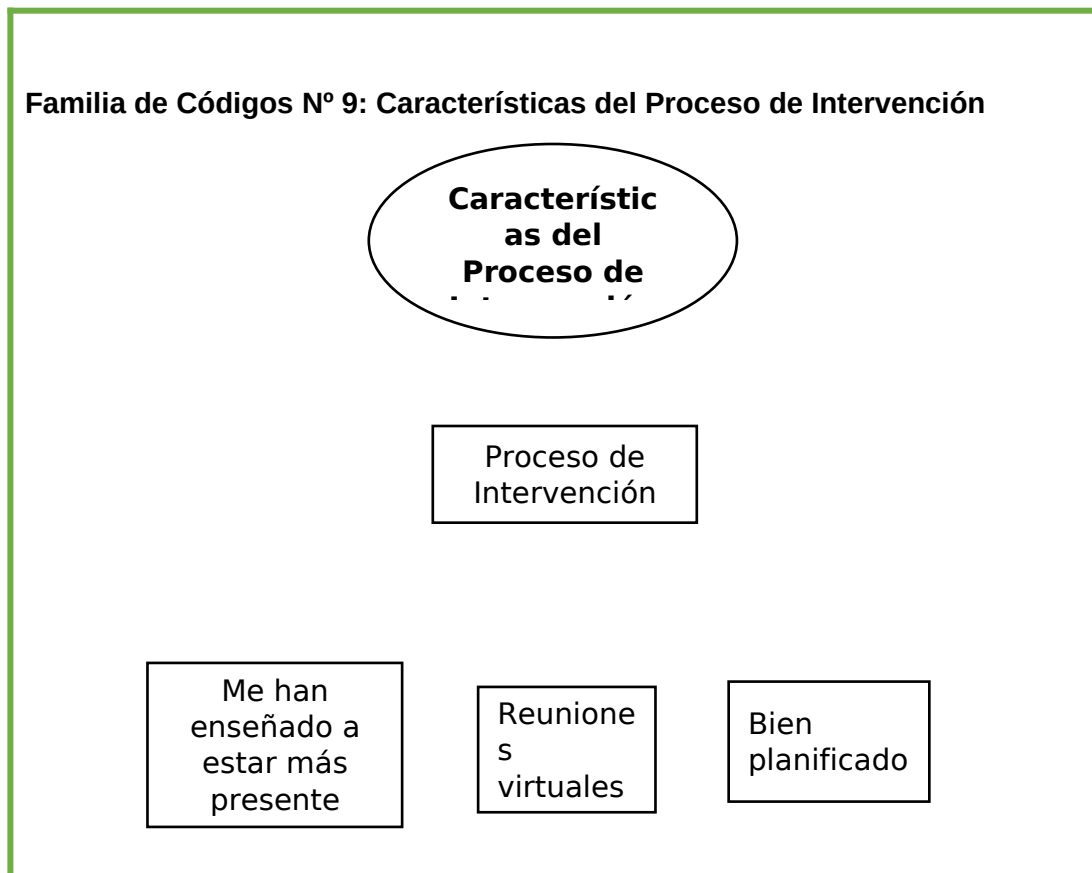 Familia de Códigos Nº 9: Características del Proceso de Intervención
Característic
as del
Proceso de
Proceso de
Intervención
Me han
enseñado a
estar más
presente
Reunione
s
virtuales
Bien
planificado